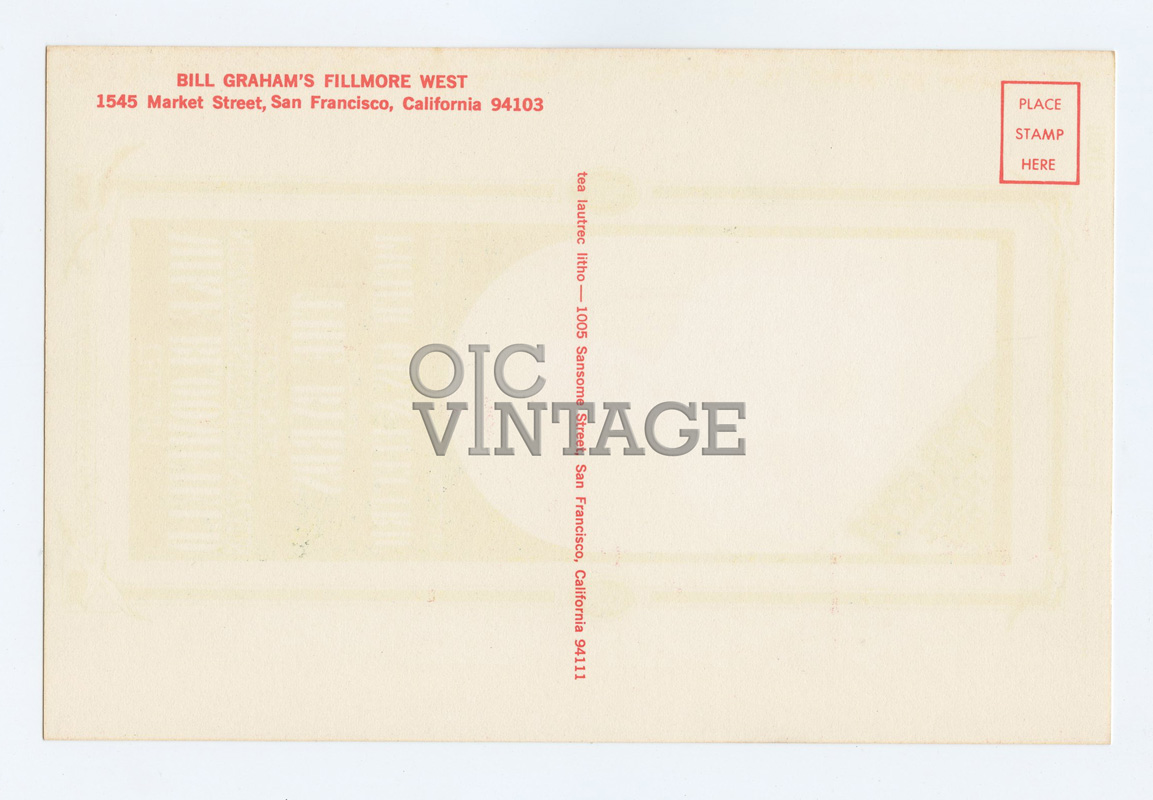 BILL GRAHAM'S FILLMORE WEST
1545 Market Street, San Francisco, California 94103
PLACE
STAMP
HERE
tea lautrec litho — 1005 Sansome Street, San Francisco, California 94111
OJC
VINTAGE